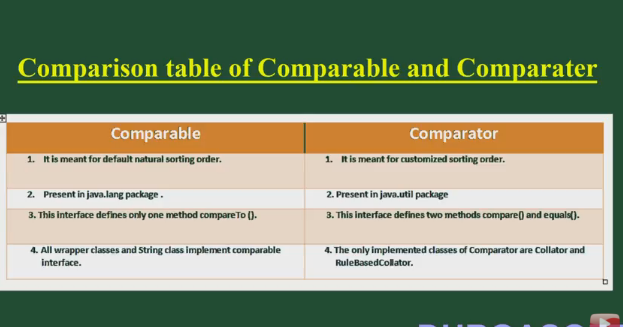 Comparison table of Comparable and Comparater
Comparable
Comparator
1. It is meant for default natural sorting order.
1. It is meant for customized sorting order.
2. Present in java.lang package .
2. Present in java.util package
3. This interface defines only one method compareTo ().
3. This interface defines two methods compare() and equals().
4. All wrapper classes and String class implement comparable
interface.
4. The only implemented classes of Comparator are Collator and
RuleBasedCollator.